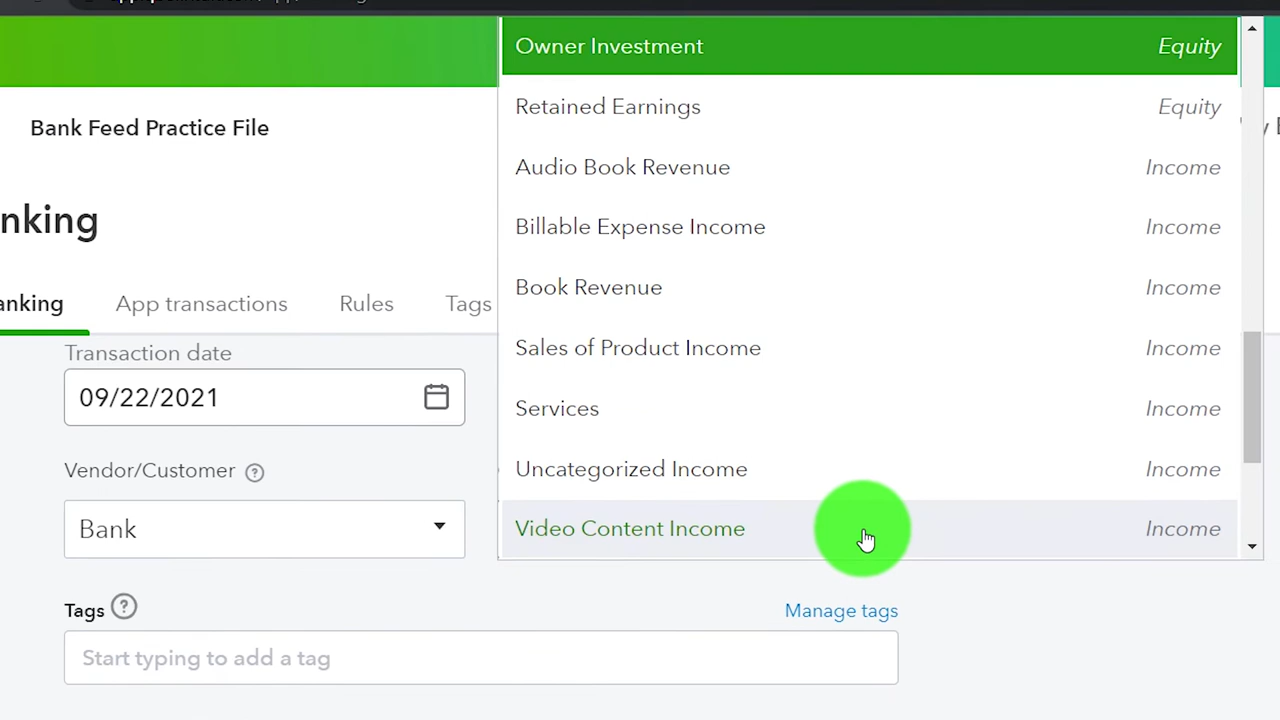 Owner Investment Equity
Bank Feed Practice File
Retained Earnings Equity
Audio Book Revenue Income
anking
Billable Expense Income Income
anking App transactions Rules Tags
Book Revenue Income
Transaction date
Sales of Product Income Income
09/22/2021
Services Income
Vendor/Customer ?
Uncategorized Income Income
Bank
Video Content Income Income
Tags ? Manage tags
Start typing to add a tag